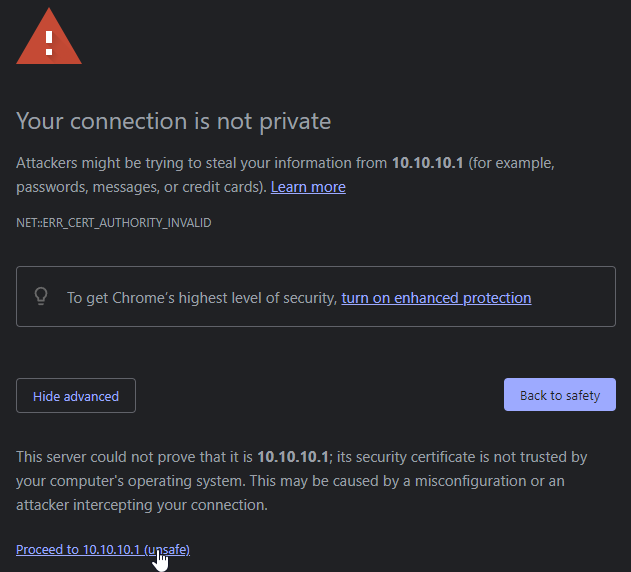 Your connection is not private
Attackers might be trying to steal your information from 10.10.10.1 (for example,
passwords, messages, or credit cards). Learn more
NET::ERR_CERT_AUTHORITY_INVALID
To get Chrome's highest level of security, turn on enhanced protection
Hide advanced
Back to safety
This server could not prove that it is 10.10.10.1; its security certificate is not trusted by
your computer's operating system. This may be caused by a misconfiguration or an
attacker intercepting your connection.
Proceed to 10.10.10.1 (unsafe)